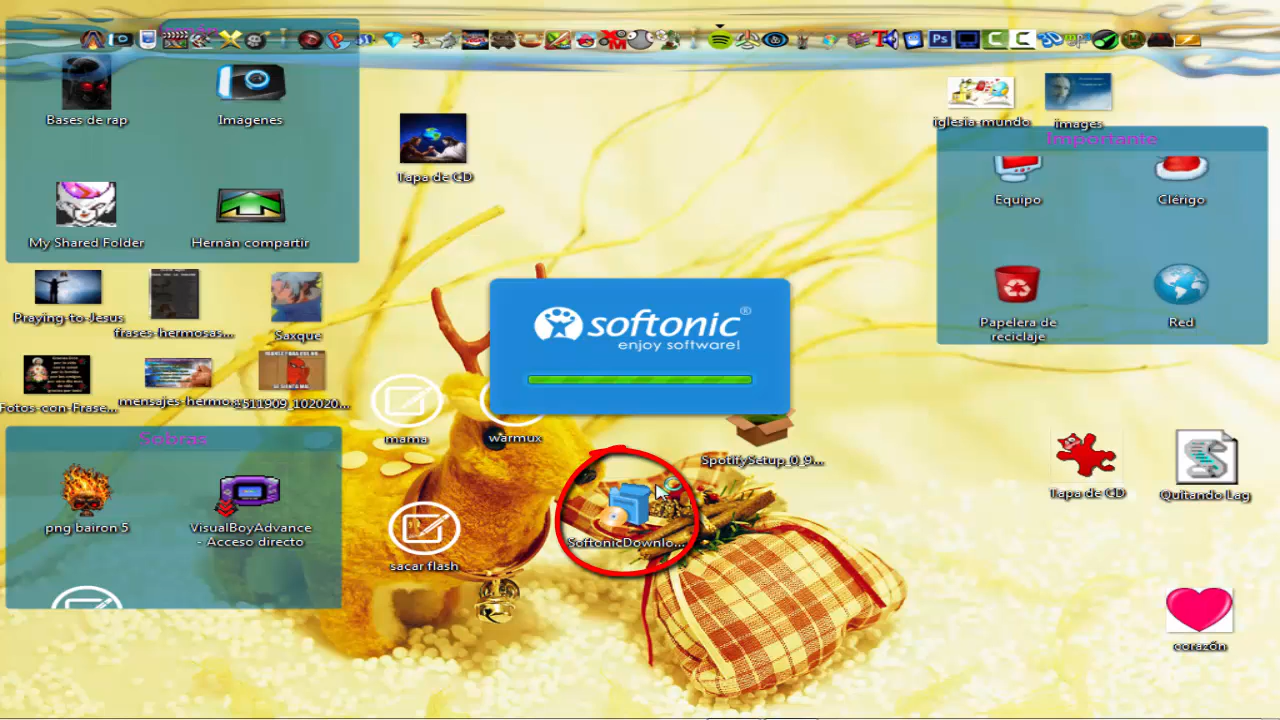 Ps
Bases de rap
Imagenes
My Shared Folder
Hernan compartir
Tapa de CD
iglesia-mundo
images
Importante
Equipo
Clérigo
Papelera de
reciclaje
Red
Praying-to-Jesus
frases-hermosas...
Saxque
Fotos-con-Frase...
mensajes-hermo...
511909_102020...
softonic®
enjoy software!
mama
warmux
SpotifySetup_0_9...
Sobras
png bairon 5
VisualBoyAdvance
- Acceso directo
sacar flash
SoftonicDownlo...
Tapa de CD
Quitando Lag
corazón